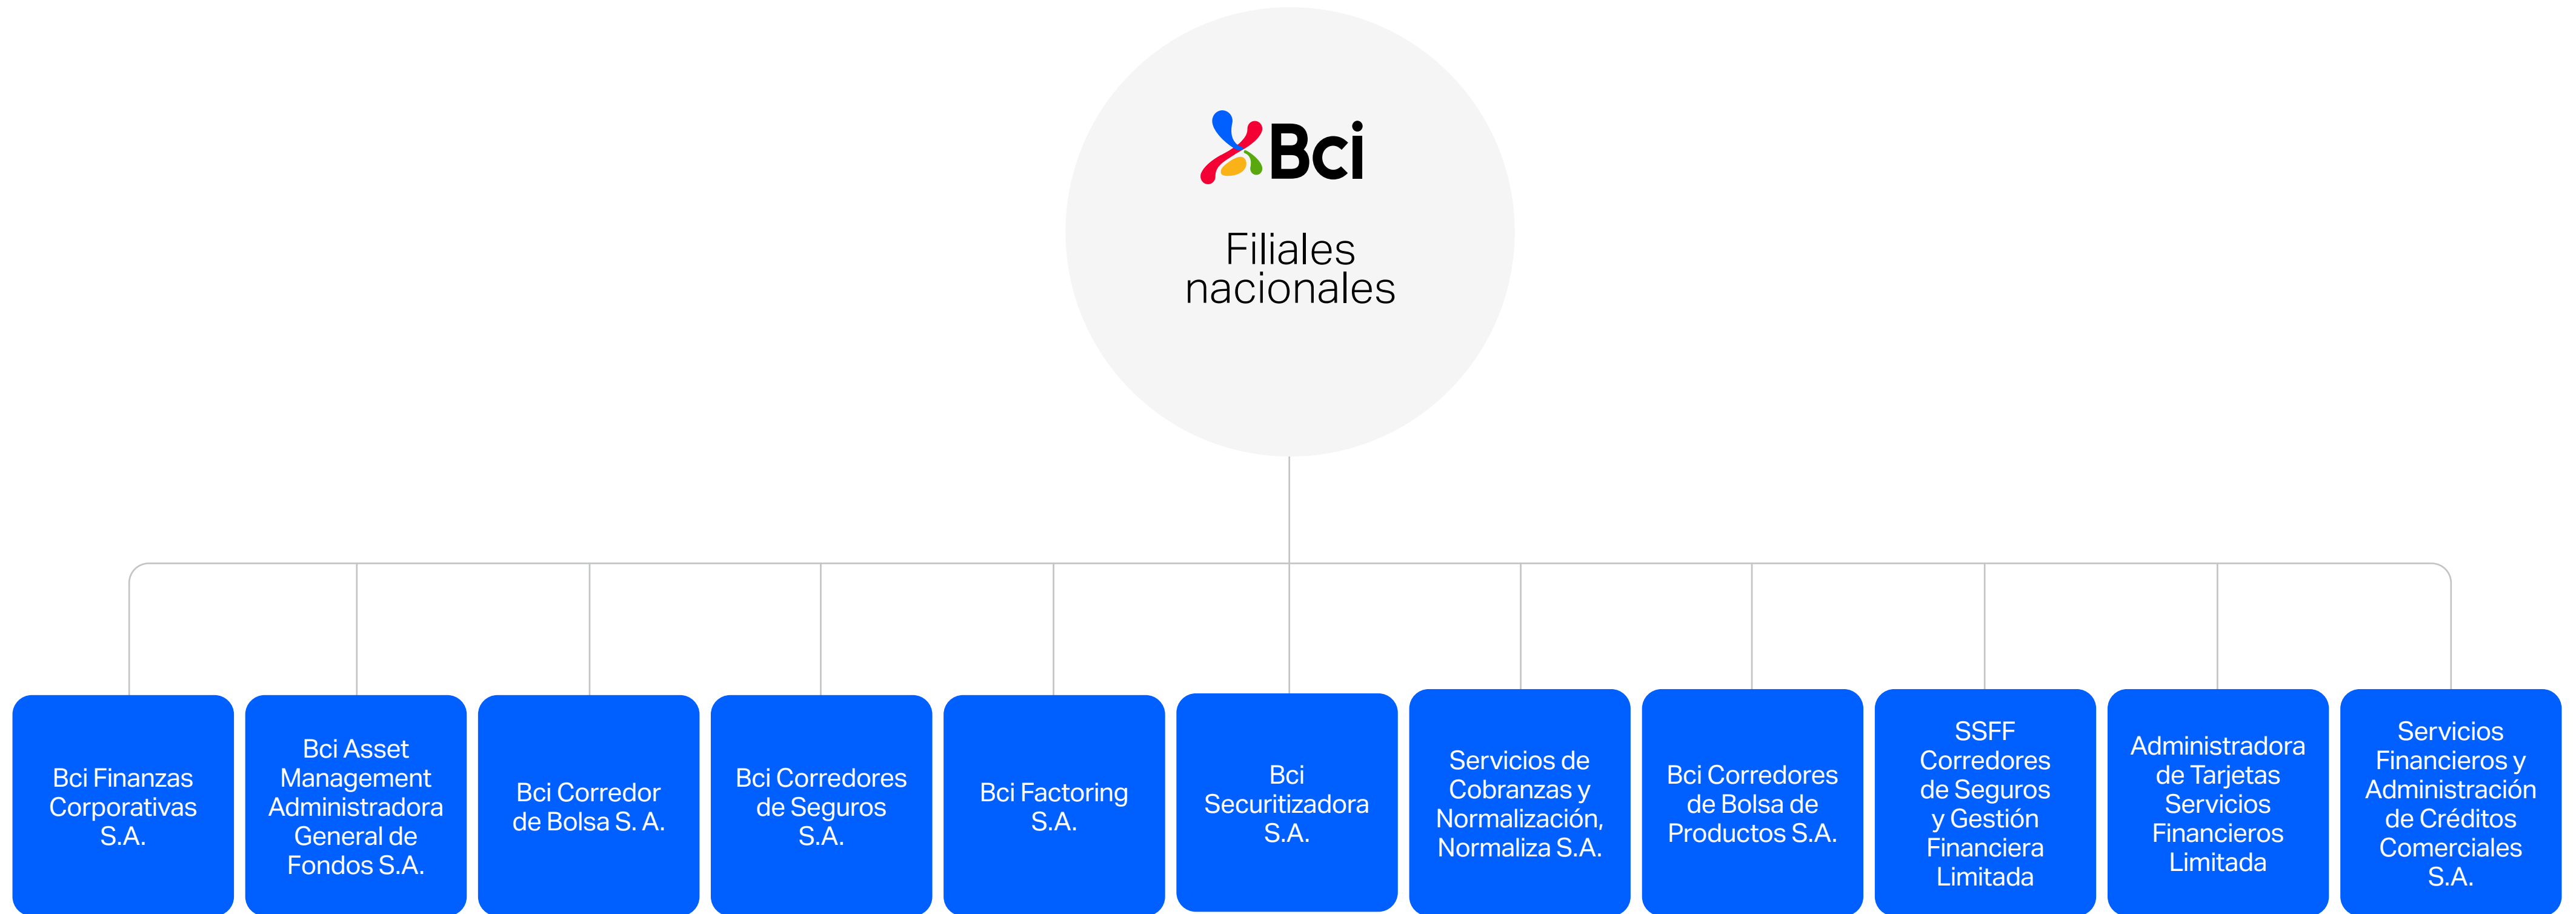 Bci
Filiales
nacionales
Bci Finanzas
Corporativas
S.A.
Bci Asset
Management
Administradora
General de
Fondos S.A.
Bci Corredor
de Bolsa S. A.
Bci Corredores
de Seguros
S.A.
Bci Factoring
S.A.
Bci
Securitizadora
S.A.
Servicios de
Cobranzas y
Normalización,
Normaliza S.A.
Bci Corredores
de Bolsa de
Productos S.A.
SSFF
Corredores
de Seguros
y Gestión
Financiera
Limitada
Administradora
de Tarjetas
Servicios
Financieros
Limitada
Servicios
Financieros y
Administración
de Créditos
Comerciales
S.A.